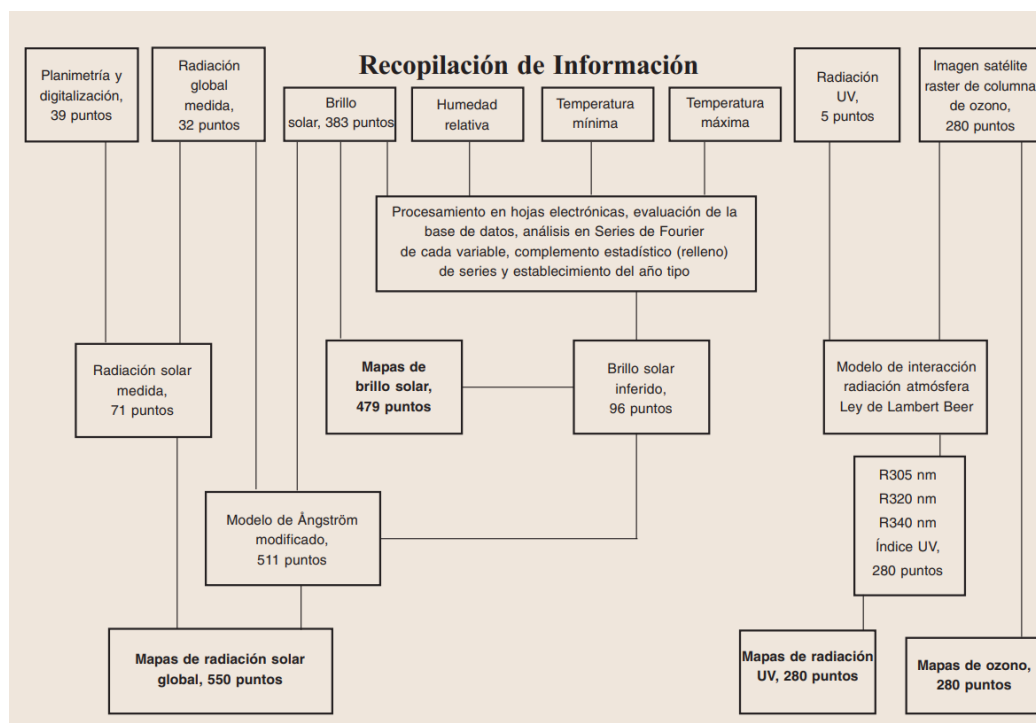 Recopilación de Información
Planimetría y
digitalización,
39 puntos
Radiación
global
medida,
32 puntos
Brillo
solar, 383 puntos
Humedad
relativa
Temperatura
mínima
Temperatura
máxima
Radiación
UV,
5 puntos
Imagen satélite
raster de columna
de ozono,
280 puntos
Procesamiento en hojas electrónicas, evaluación de la
base de datos, análisis en Series de Fourier
de cada variable, complemento estadístico (relleno)
de series y establecimiento del año tipo
Radiación solar
medida,
71 puntos
Mapas de
brillo solar,
479 puntos
Brillo solar
inferido,
96 puntos
Modelo de interacción
radiación atmósfera
Ley de Lambert Beer
R305 nm
R320 nm
R340 nm
Índice UV,
280 puntos
Modelo de Ångström
modificado,
511 puntos
Mapas de radiación solar
global, 550 puntos
Mapas de radiación
UV, 280 puntos
Mapas de ozono,
280 puntos